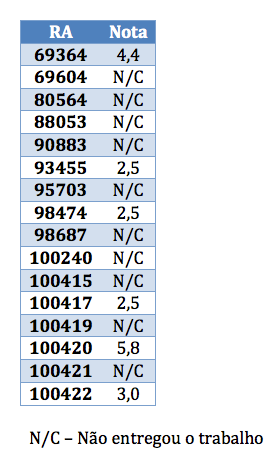 RA Nota
69364 4,4
69604 N/C
80564 N/C
88053 N/C
90883 N/C
93455 2,5
95703 N/C
98474 2,5
98687 N/C
100240 N/C
100415 N/C
100417 2,5
100419 N/C
100420 5,8
100421 N/C
100422 3,0
N/C – Não entregou o trabalho